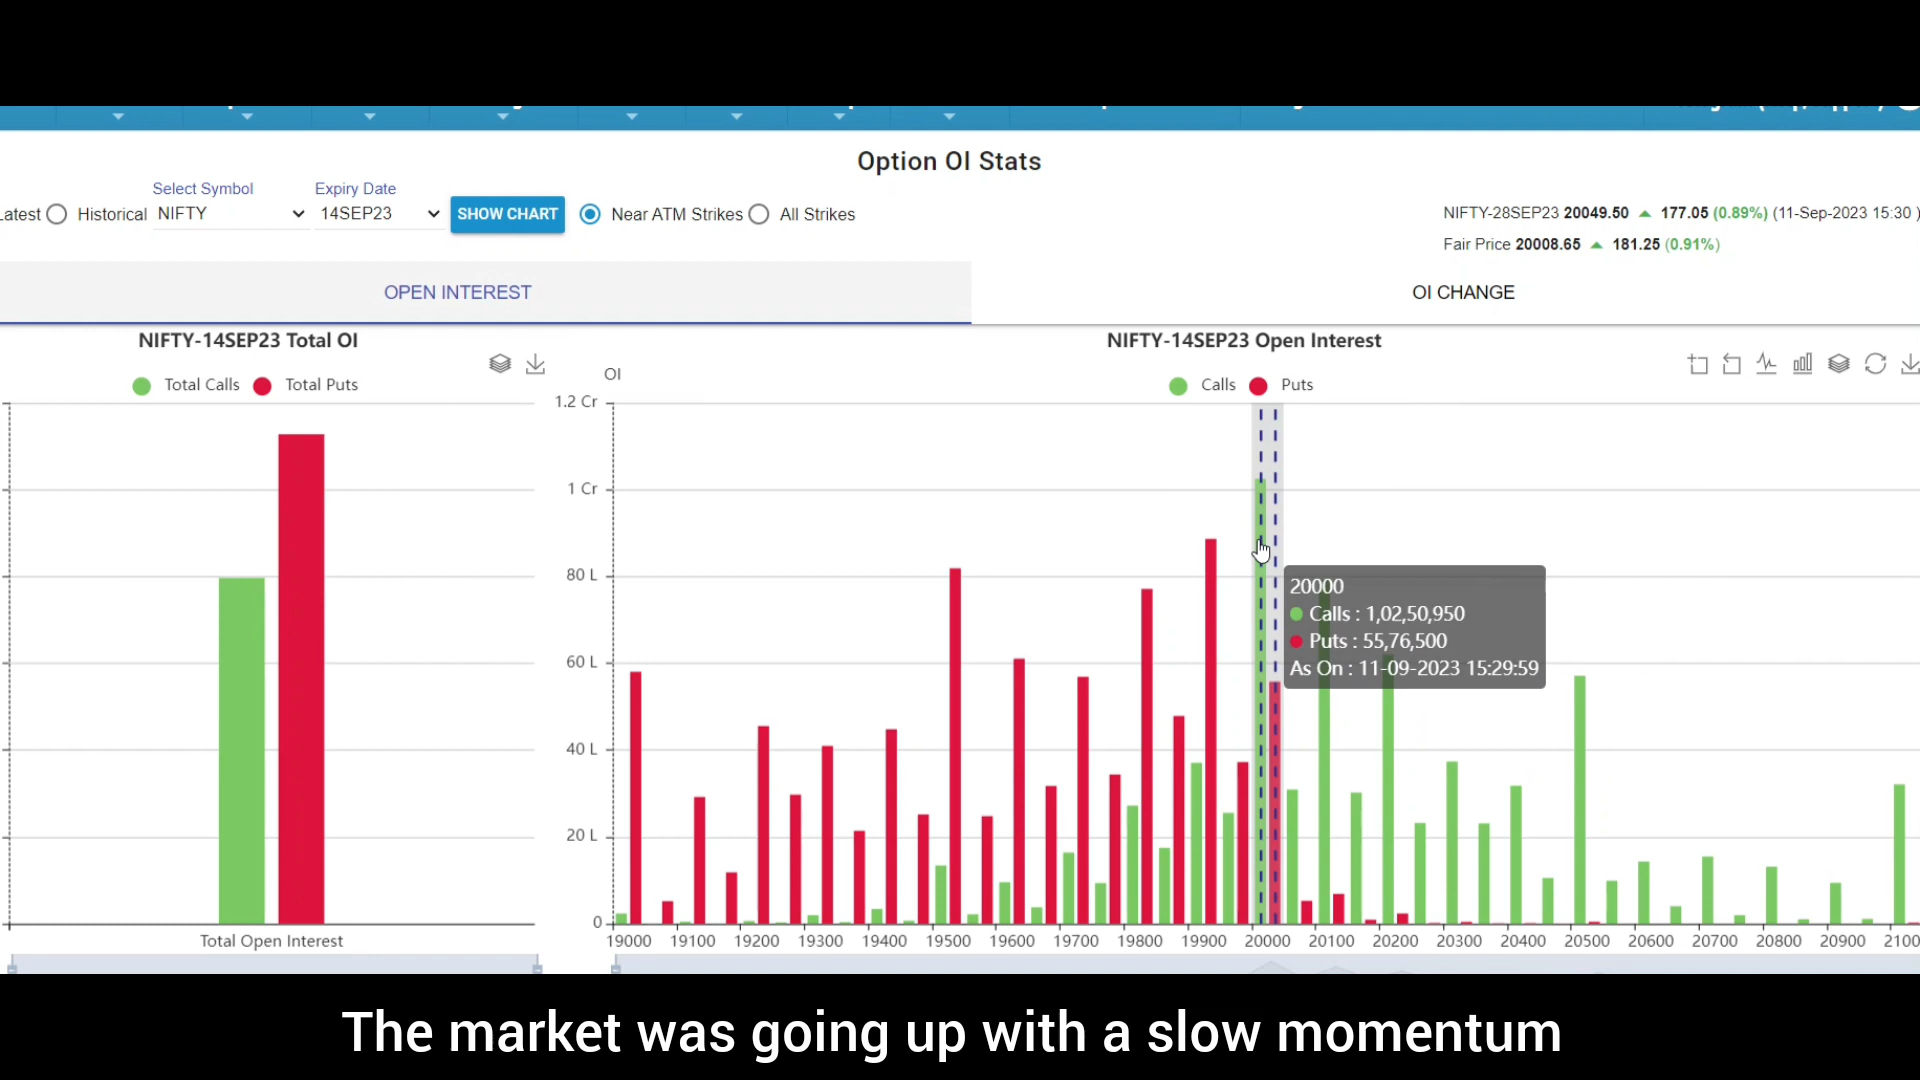 Option OI Stats
Select Symbol
Expiry Date
Latest Historical NIFTY 14SEP23 SHOW CHART Near ATM Strikes All Strikes
NIFTY-28SEP23 20049.50 177.05 (0.89%) (11-Sep-2023 15:30 )
Fair Price 20008.65 181.25 (0.91%)
OPEN INTEREST
OI CHANGE
NIFTY-14SEP23 Total OI
Total Calls Total Puts
Total Open Interest
NIFTY-14SEP23 Open Interest
OI
Calls Puts
1.2 Cr
1 Cr
80 L
60 L
40 L
20 L
0
20000
Calls : 1,02,50,950
Puts : 55,76,500
As On : 11-09-2023 15:29:59
19000 19100 19200 19300 19400 19500 19600 19700 19800 19900 20000 20100 20200 20300 20400 20500 20600 20700 20800 20900 2100
The market was going up with a slow momentum